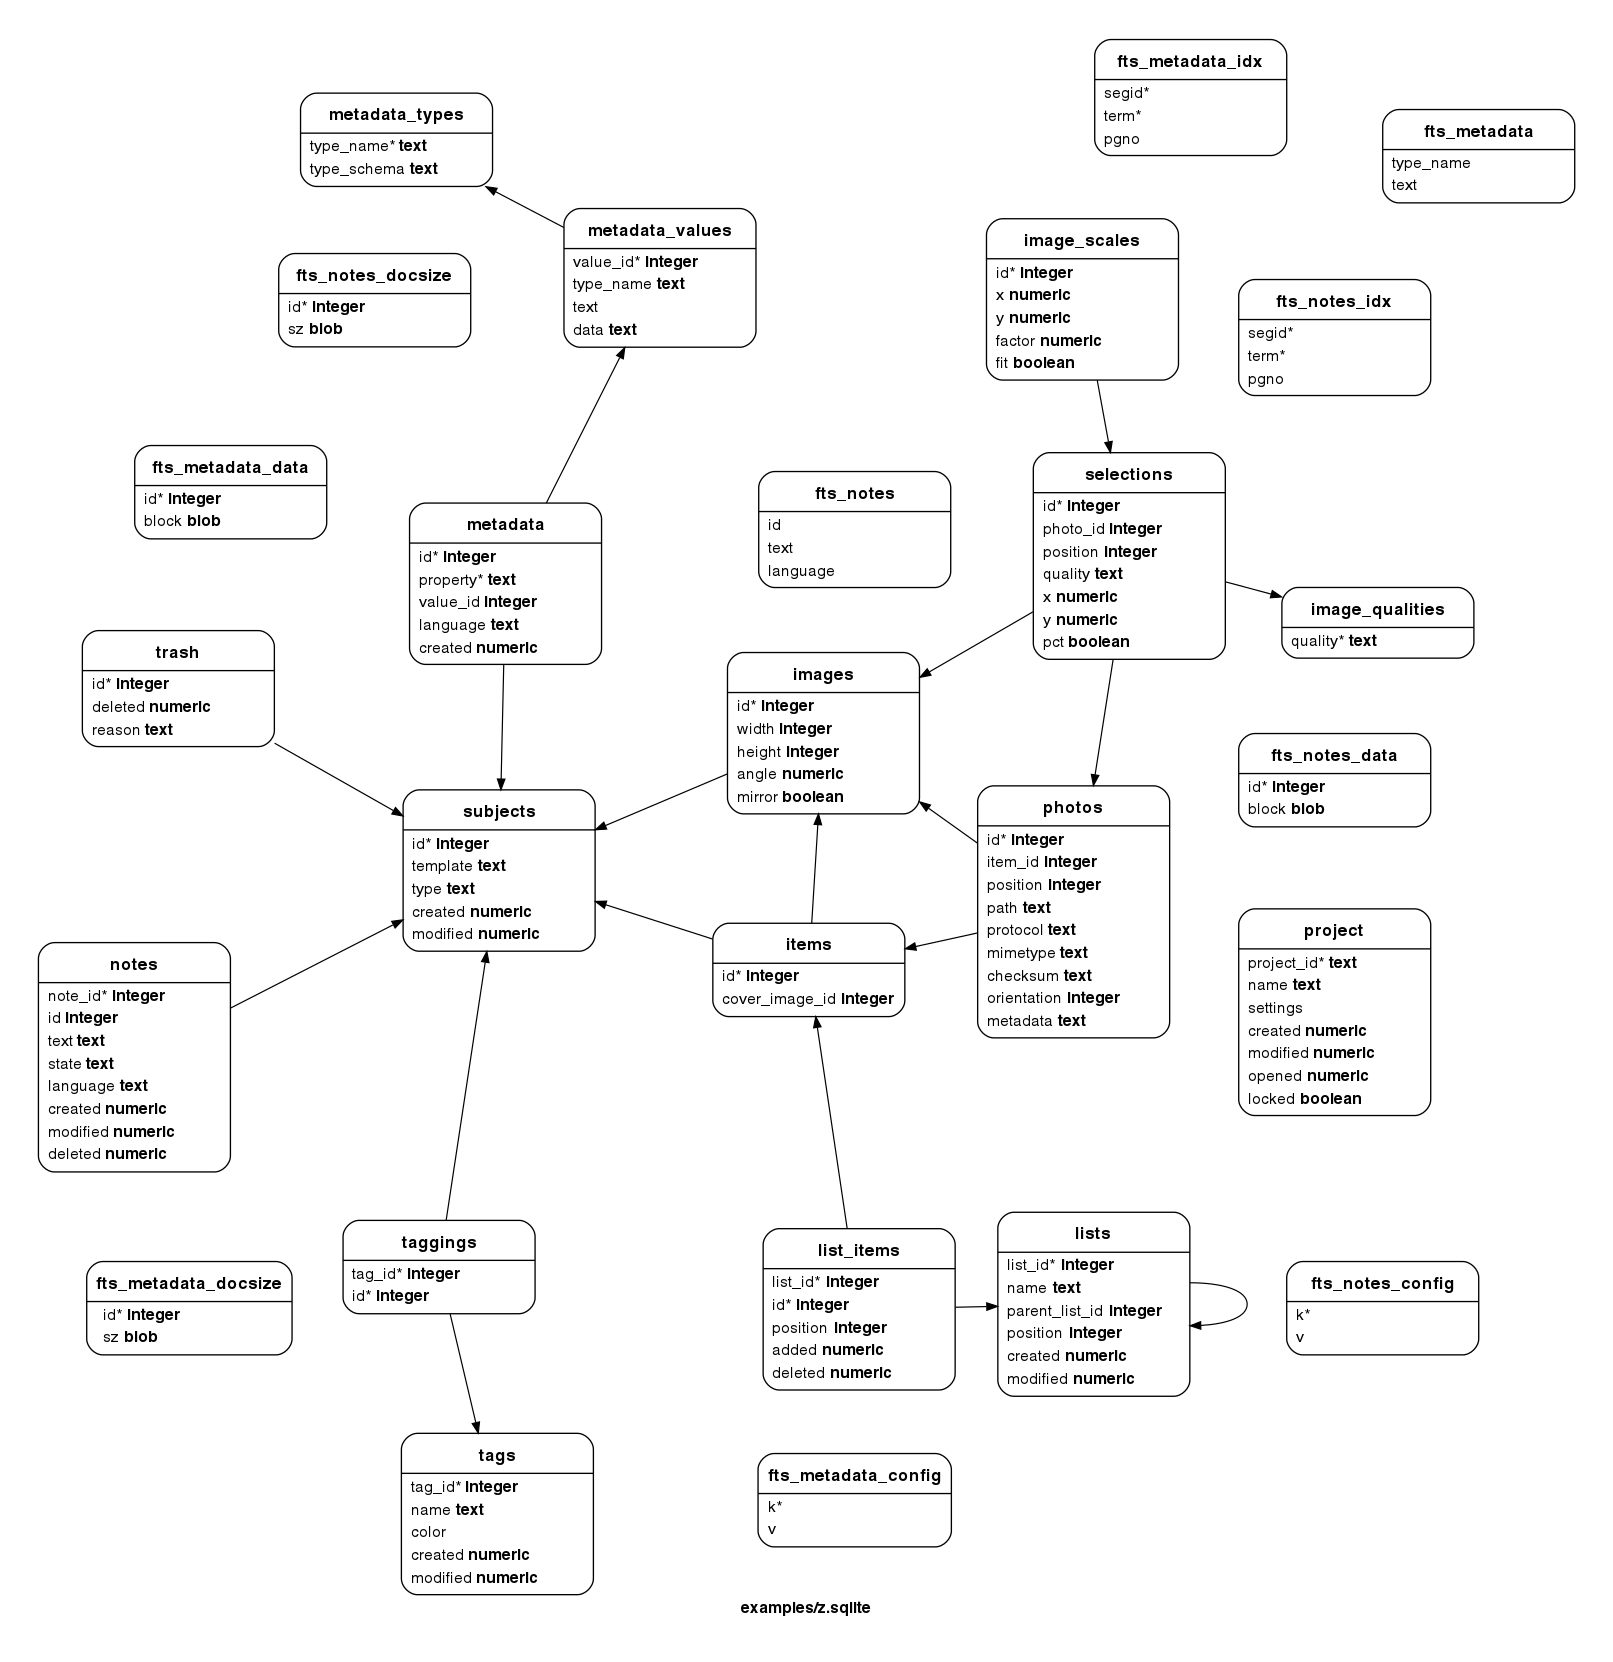 fts_metadata_idx
segid*
term*
pgno
metadata_types
type_name* text
type_schema text
fts_metadata
type_name
text
metadata_values
value_id* Integer
type_name text
text
data text
image_scales
id* Integer
x numeric
y numeric
factor numeric
fit boolean
fts_notes_docsize
id* Integer
sz blob
fts_notes_idx
segid*
term*
pgno
fts_metadata_data
id* Integer
block blob
selections
id* Integer
photo_id Integer
position Integer
quality text
x numeric
y numeric
pct boolean
fts_notes
id
text
language
metadata
id* Integer
property* text
value_id Integer
language text
created numeric
image_qualities
quality* text
trash
id* Integer
deleted numeric
reason text
images
id* Integer
width Integer
height Integer
angle numeric
mirror boolean
fts_notes_data
id* Integer
block blob
subjects
id* Integer
template text
type text
created numeric
modified numeric
photos
id* Integer
item_id Integer
position Integer
path text
protocol text
mimetype text
checksum text
orientation Integer
metadata text
project
project_id* text
name text
settings
created numeric
modified numeric
opened numeric
locked boolean
items
id* Integer
cover_image_id Integer
notes
note_id* Integer
id Integer
text text
state text
language text
created numeric
modified numeric
deleted numeric
taggings
tag_id* Integer
id* Integer
list_items
list_id* Integer
id* Integer
position Integer
added numeric
deleted numeric
lists
list_id* Integer
name text
parent_list_id Integer
position Integer
created numeric
modified numeric
fts_metadata_docsize
id* Integer
sz blob
fts_notes_config
k*
v
tags
tag_id* Integer
name text
color
created numeric
modified numeric
fts_metadata_config
k*
v
examples/z.sqlite